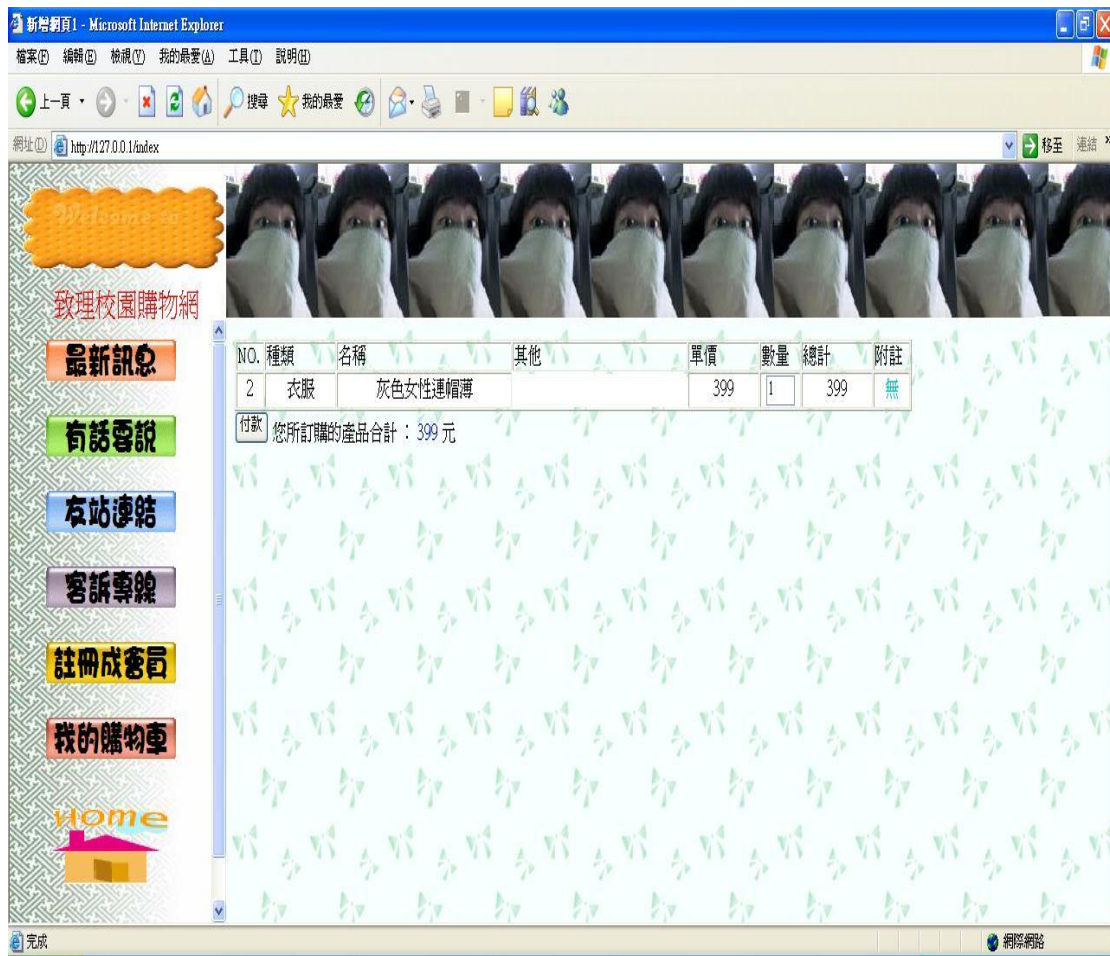 新增網頁1 - Microsoft Internet Explorer
檔案(F) 編輯(E) 檢視(V) 我的最愛(A) 工具(T) 說明(H)
上一頁 搜尋 我的最愛
網址(D) http://127.0.0.1/index 移至 連結 »
Welcome to
致理校園購物網
最新訊息
有話要說
友站連結
客訴專線
註冊成會員
我的購物車
Home
NO. 種類 名稱 其他 單價 數量 總計 附註
2 衣服 灰色女性連帽薄 399 1 399 無
付款 您所訂購的產品合計 : 399 元
完成 網際網路